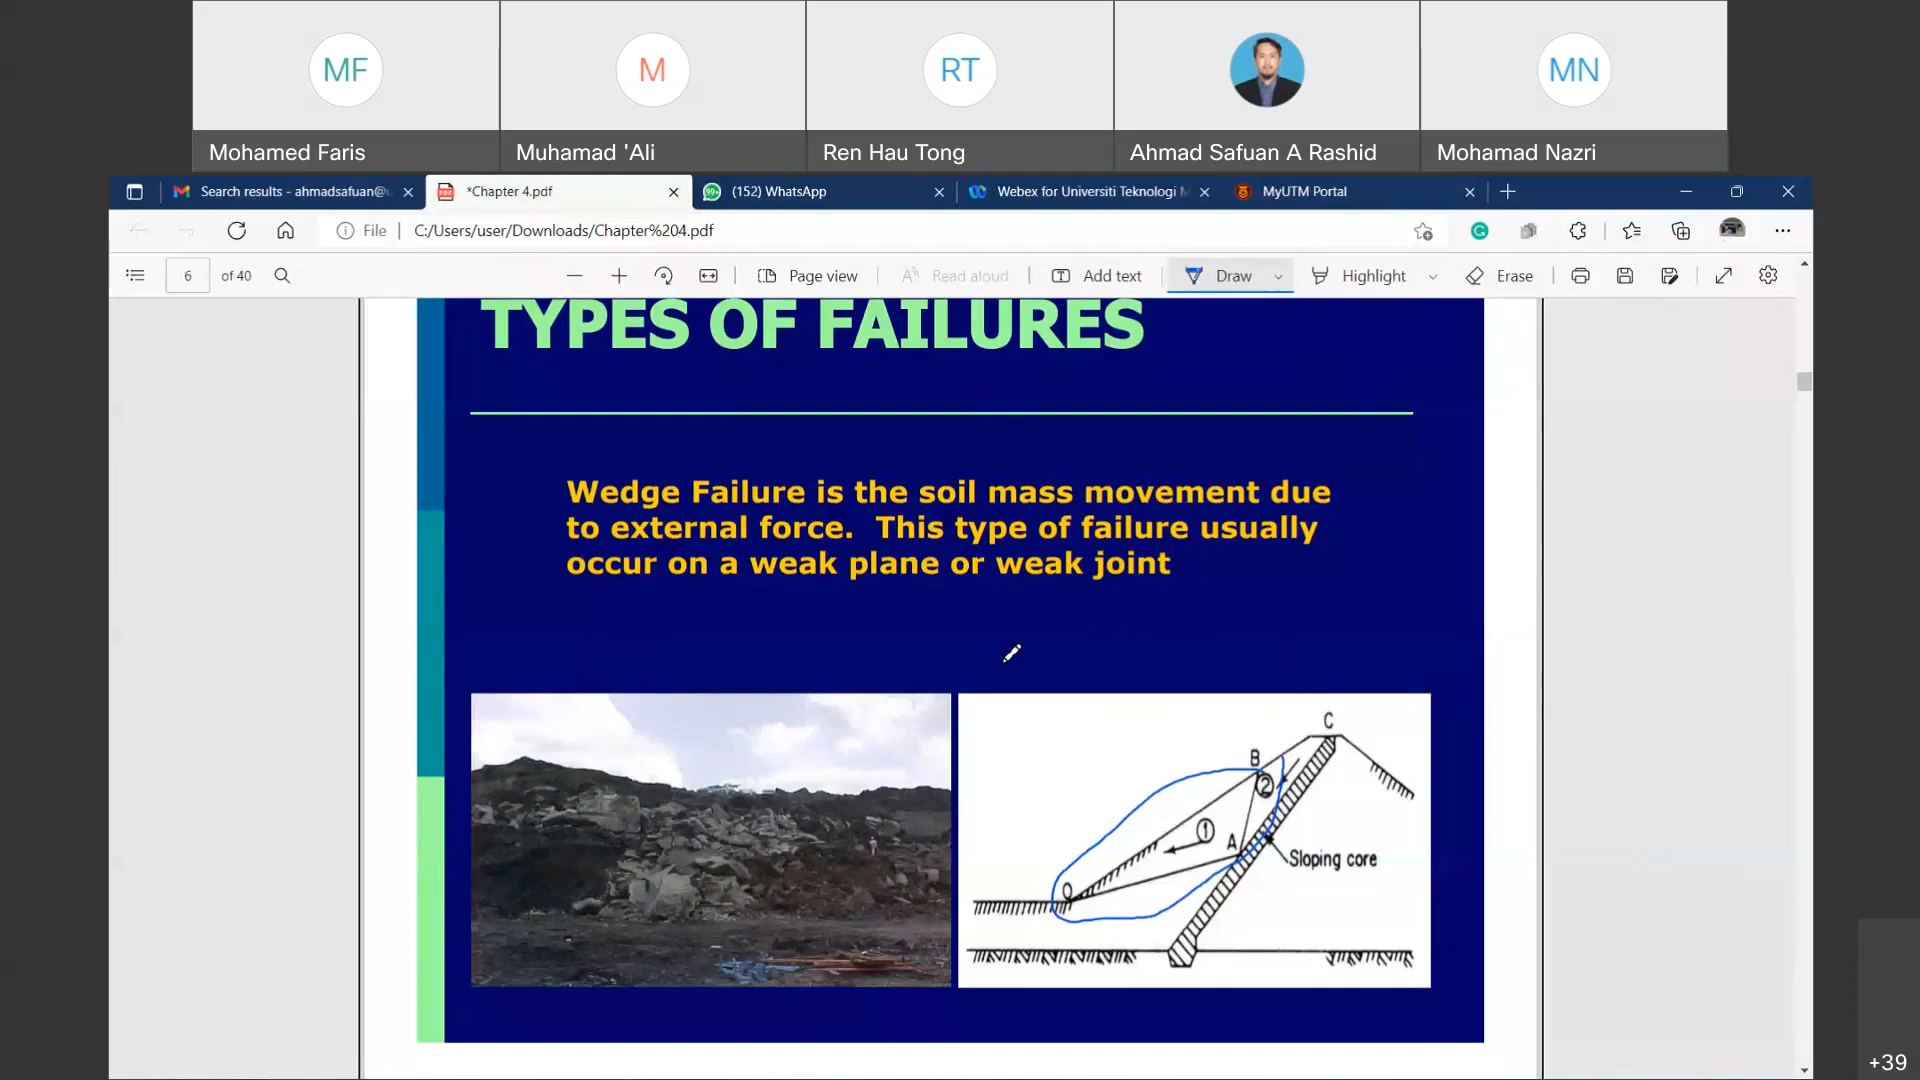 MF
M
RT
MN
Mohamed Faris
Muhamad 'Ali
Ren Hau Tong
Ahmad Safuan A Rashid
Mohamad Nazri
Search results - ahmadsafuan@
*Chapter 4.pdf
99+
(152) WhatsApp
Webex for Universiti Teknologi M
MyUTM Portal
File
C:/Users/user/Downloads/Chapter%204.pdf
6
of 40
Page view
Read aloud
Add text
Draw
Highlight
Erase
TYPES OF FAILURES
Wedge Failure is the soil mass movement due
to external force. This type of failure usually
occur on a weak plane or weak joint
C
B
2
1
A
Sloping core
O
+39